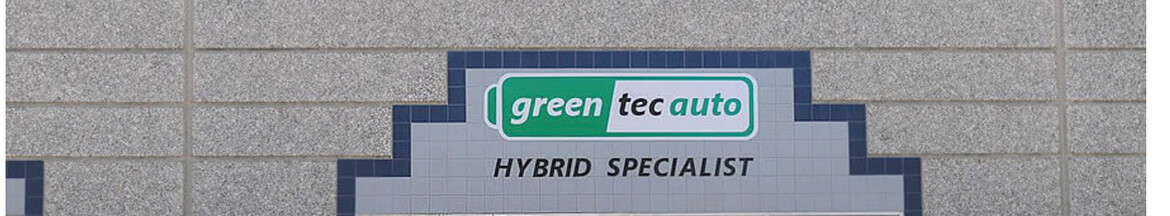 green tec auto
HYBRID SPECIALIST